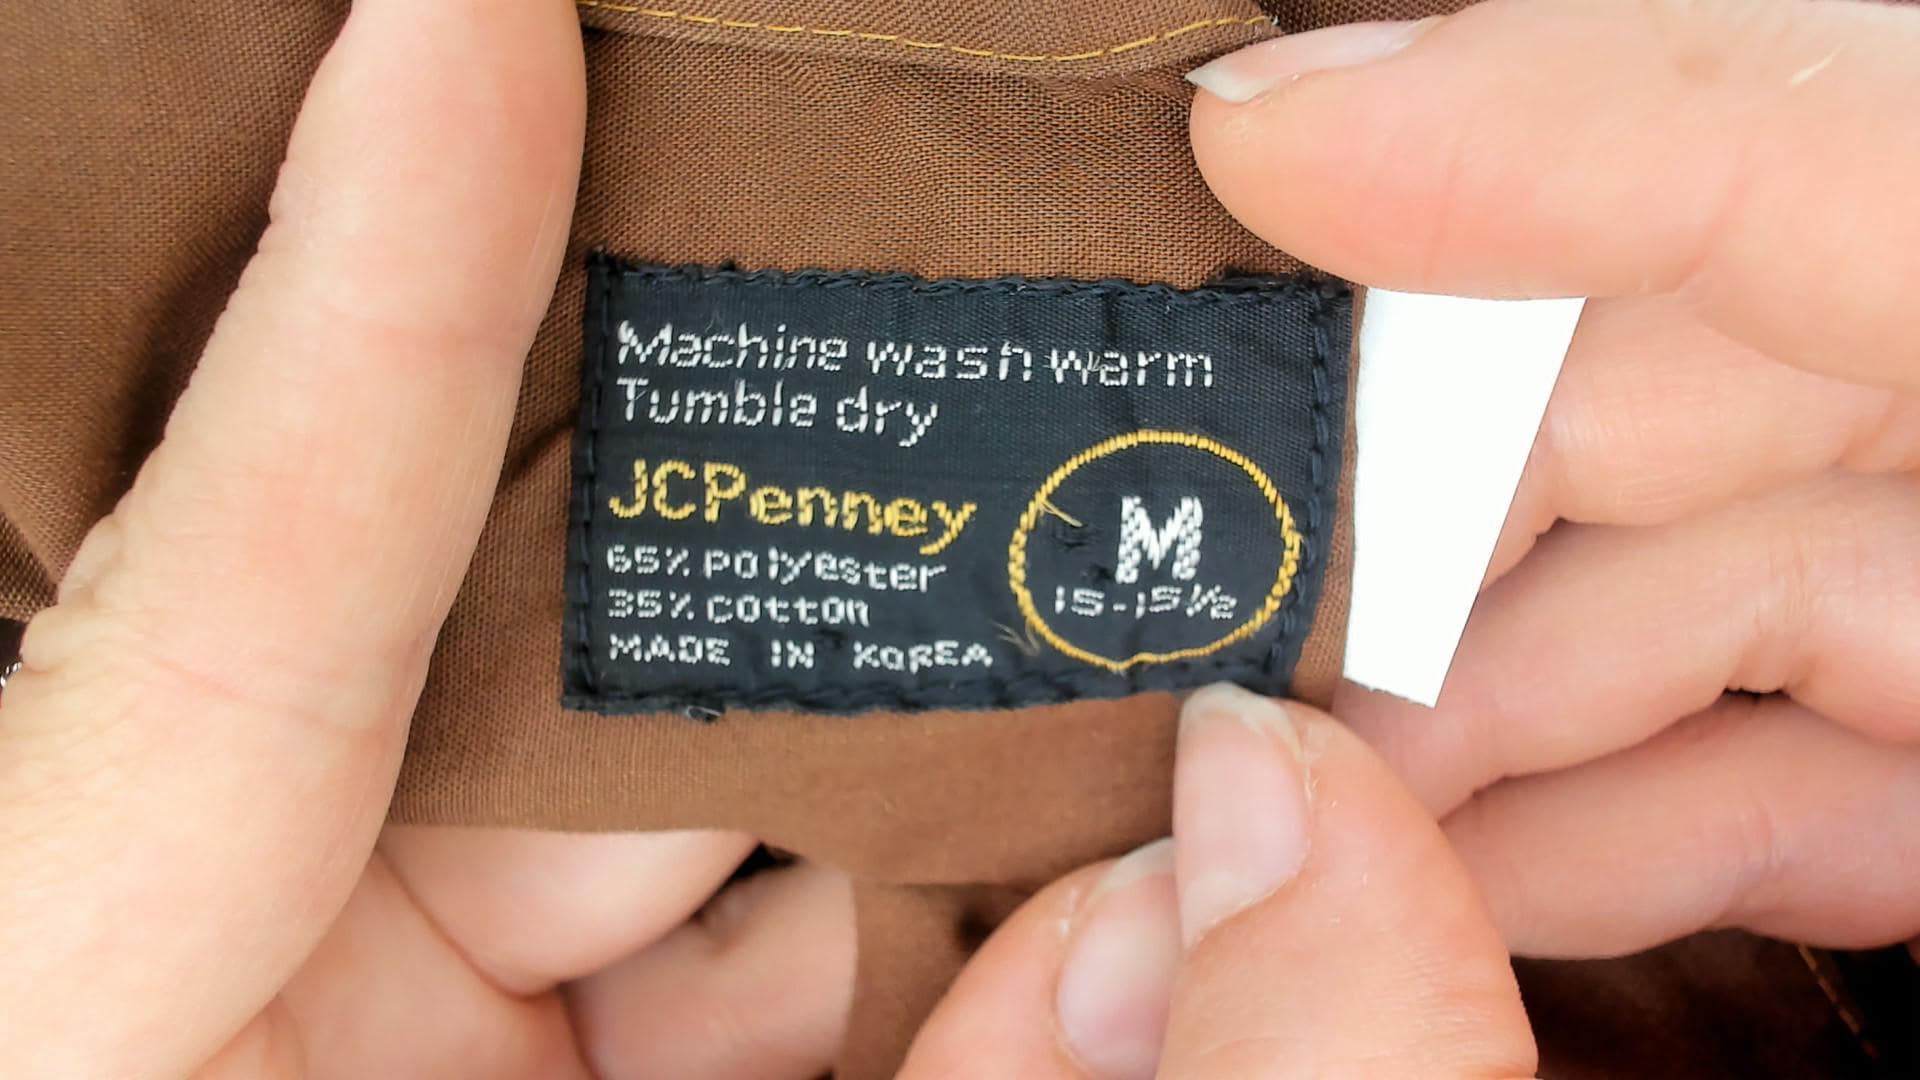 Machine wash warm
Tumble dry
JCPenney
65% polyester
35% cotton
MADE IN KOREA
M
15-15½